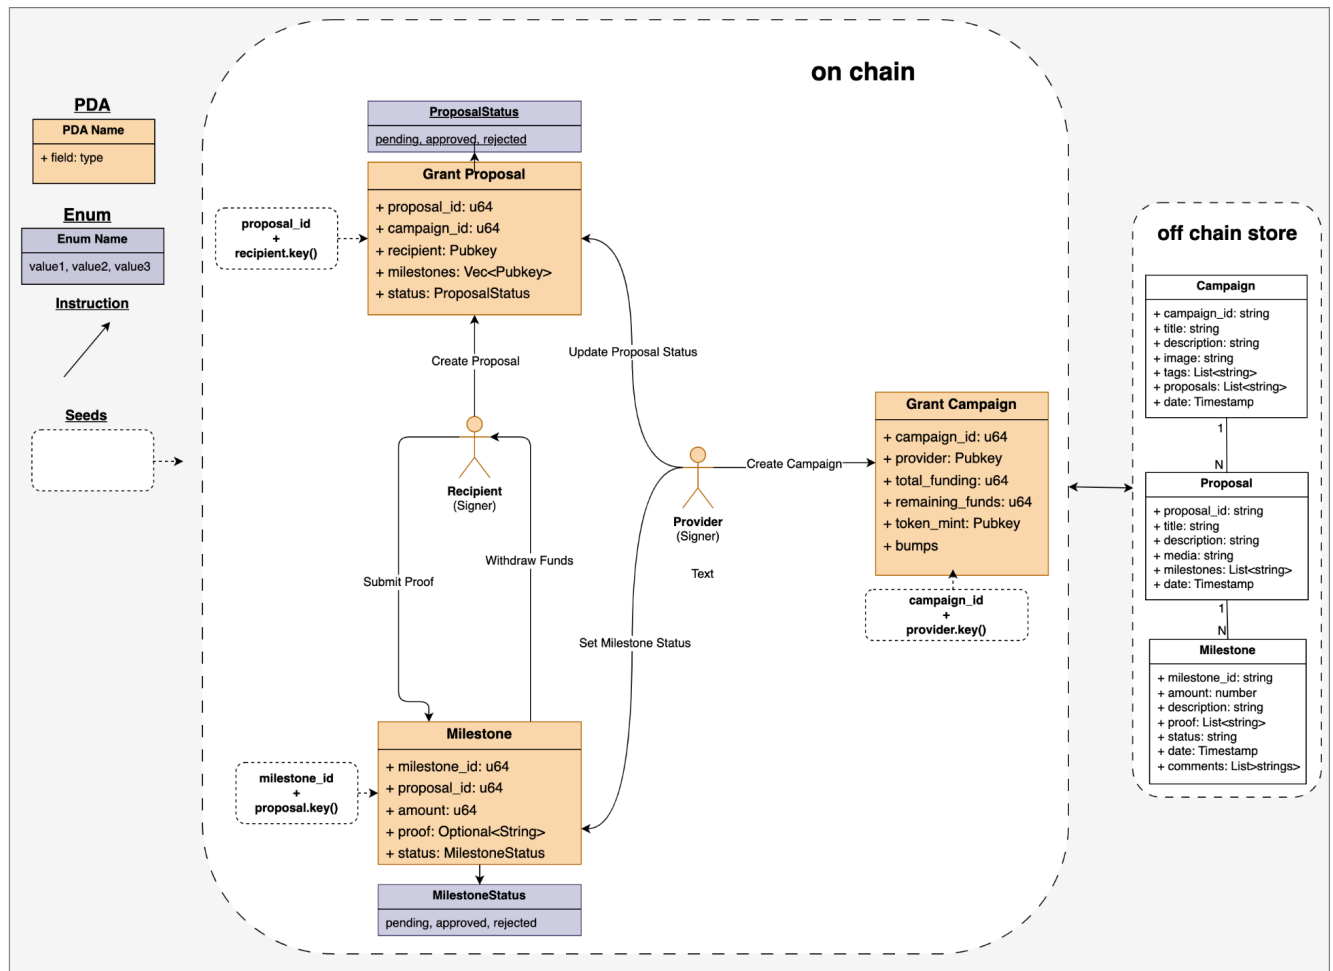 on chain
PDA
PDA Name
+ field: type
Enum
Enum Name
value1, value2, value3
Instruction
Seeds
ProposalStatus
pending, approved, rejected
Grant Proposal
+ proposal_id: u64
+ campaign_id: u64
+ recipient: Pubkey
+ milestones: Vec<Pubkey>
+ status: ProposalStatus
proposal_id
+
recipient.key()
Create Proposal
Update Proposal Status
Recipient
(Signer)
Submit Proof
Withdraw Funds
Provider
(Signer)
Text
Create Campaign
Set Milestone Status
Grant Campaign
+ campaign_id: u64
+ provider: Pubkey
+ total_funding: u64
+ remaining_funds: u64
+ token_mint: Pubkey
+ bumps
campaign_id
+
provider.key()
Milestone
+ milestone_id: u64
+ proposal_id: u64
+ amount: u64
+ proof: Optional<String>
+ status: MilestoneStatus
milestone_id
+
proposal.key()
MilestoneStatus
pending, approved, rejected
off chain store
Campaign
+ campaign_id: string
+ title: string
+ description: string
+ image: string
+ tags: List<string>
+ proposals: List<string>
+ date: Timestamp
1
N
Proposal
+ proposal_id: string
+ title: string
+ description: string
+ media: string
+ milestones: List<string>
+ date: Timestamp
1
N
Milestone
+ milestone_id: string
+ amount: number
+ description: string
+ proof: List<string>
+ status: string
+ date: Timestamp
+ comments: List>strings>